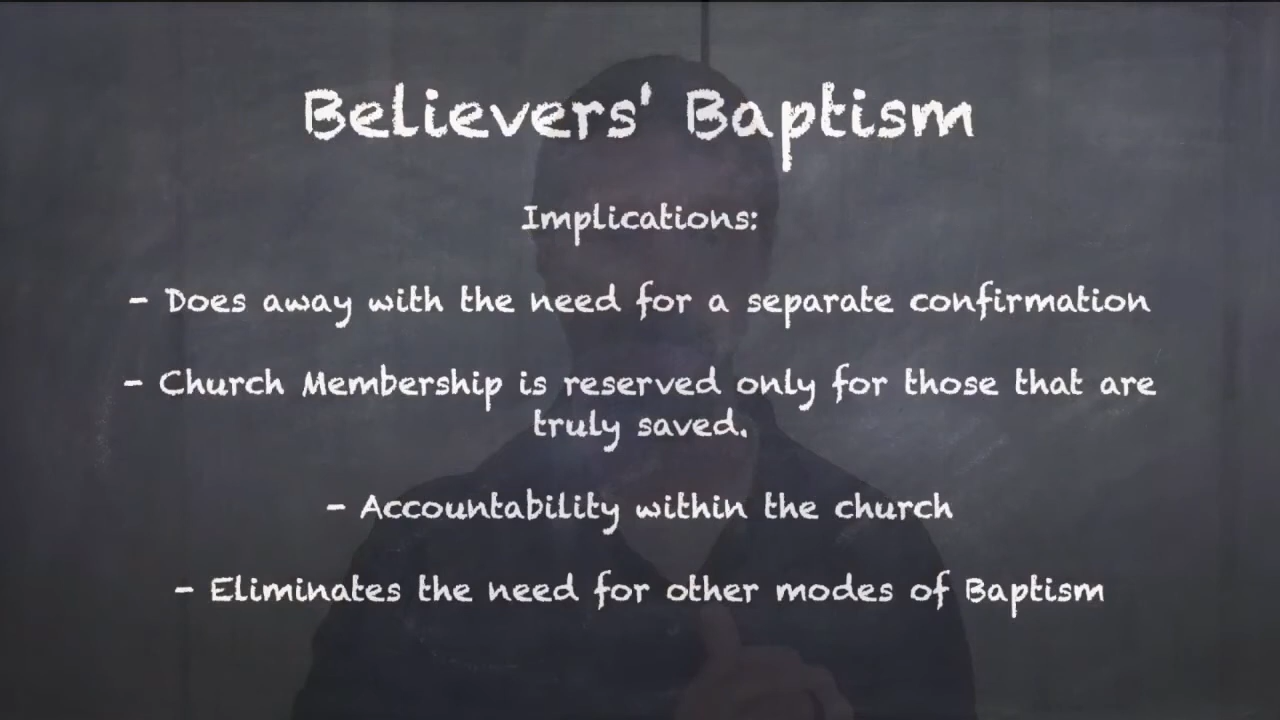 Believers' Baptism
Implications:
- Does away with the need for a separate confirmation
- Church Membership is reserved only for those that are
truly saved.
- Accountability within the church
- Eliminates the need for other modes of Baptism